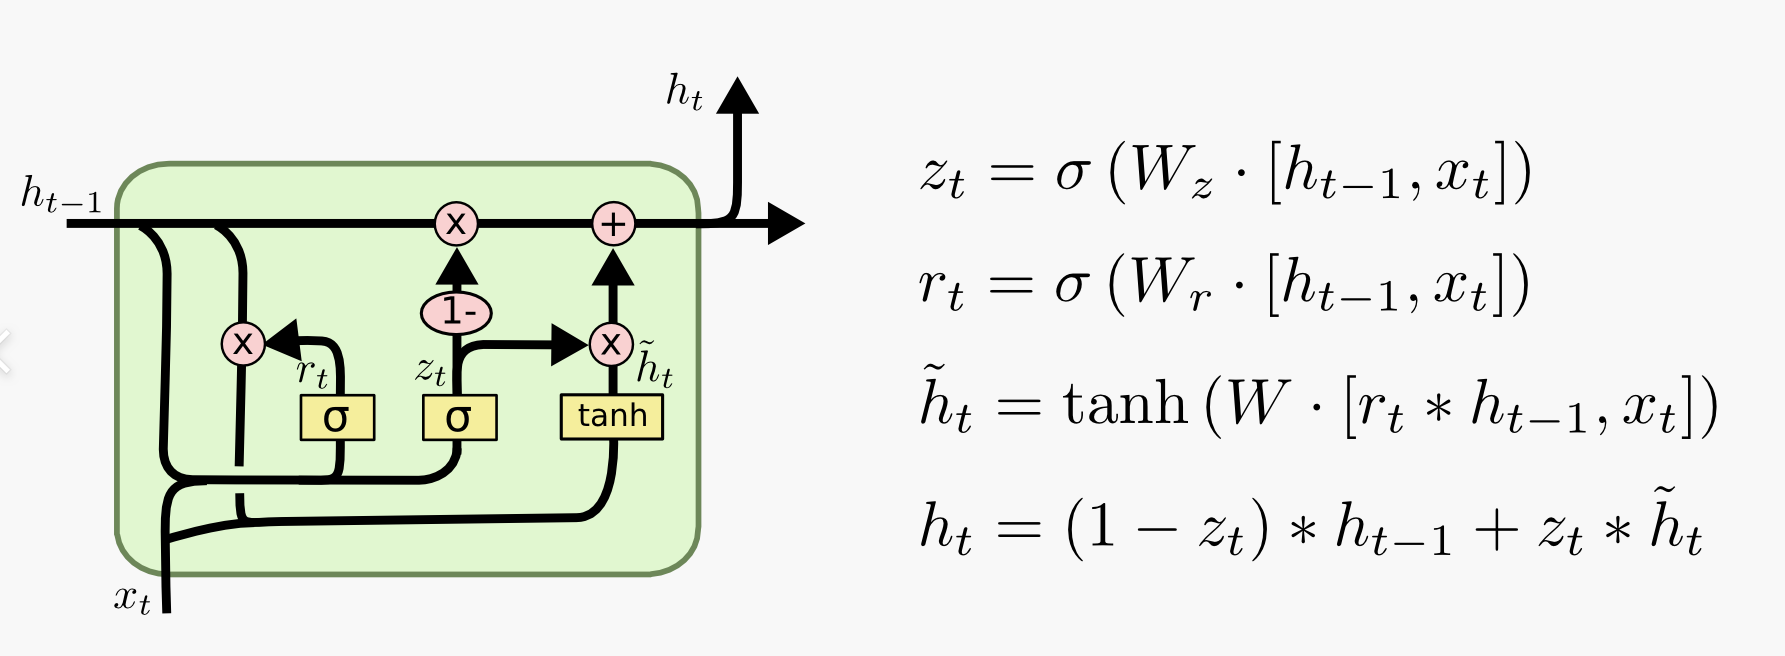 h_t
h_{t-1}
x +
1-
x x
r_t z_t h̃_t
σ σ tanh
x_t
z_t = σ (W_z · [h_{t-1}, x_t])
r_t = σ (W_r · [h_{t-1}, x_t])
h̃_t = tanh (W · [r_t * h_{t-1}, x_t])
h_t = (1 − z_t) * h_{t-1} + z_t * h̃_t